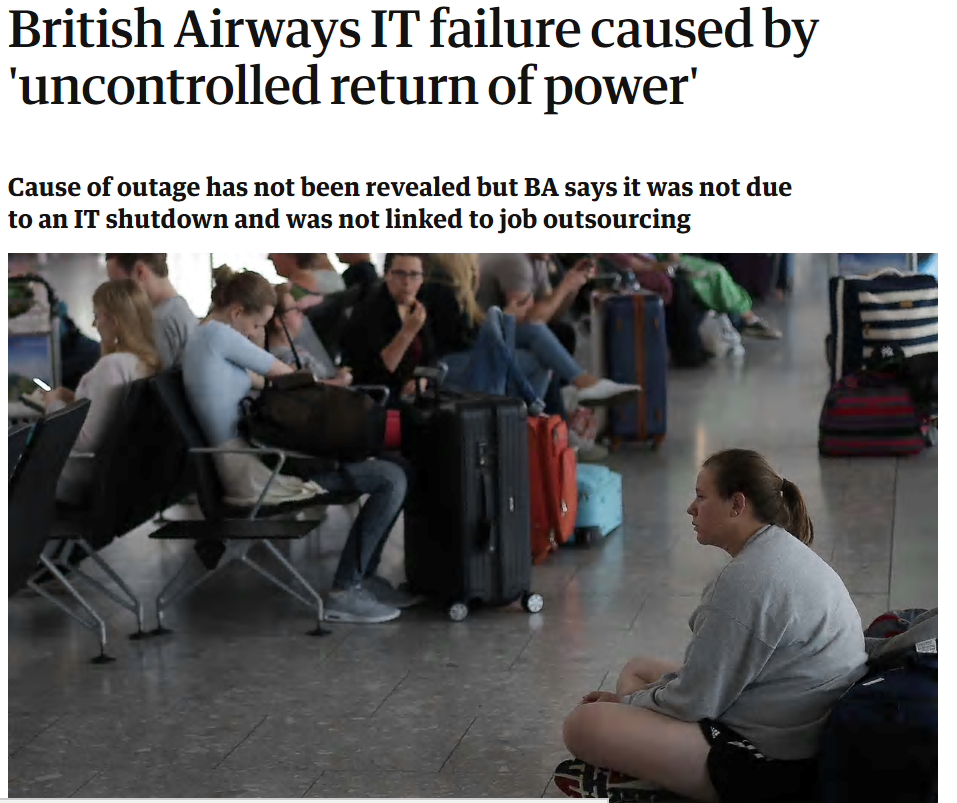 British Airways IT failure caused by
'uncontrolled return of power'
Cause of outage has not been revealed but BA says it was not due
to an IT shutdown and was not linked to job outsourcing